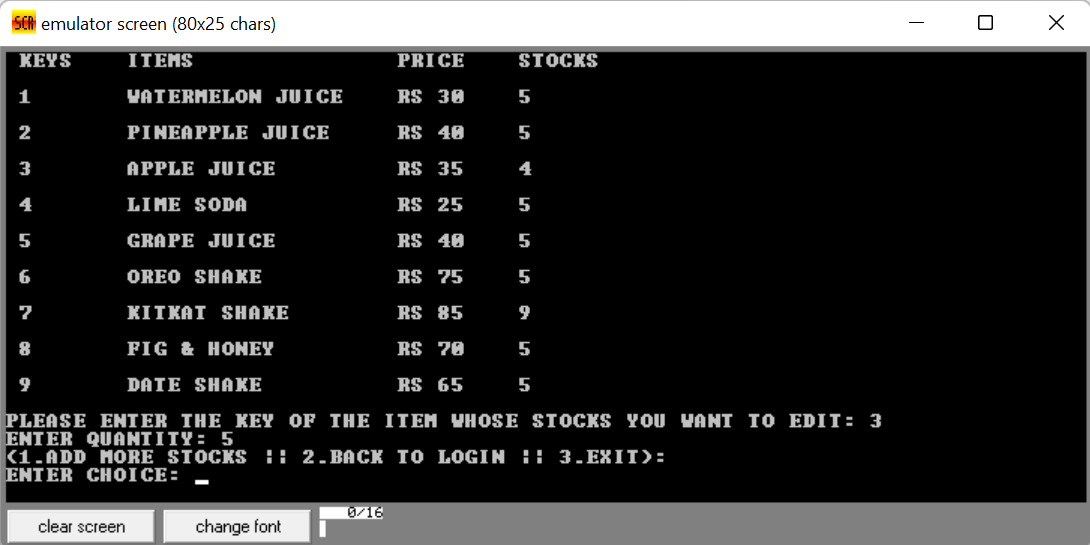 SCR emulator screen (80x25 chars)
KEYS ITEMS PRICE STOCKS
1 WATERMELON JUICE RS 30 5
2 PINEAPPLE JUICE RS 40 5
3 APPLE JUICE RS 35 4
4 LIME SODA RS 25 5
5 GRAPE JUICE RS 40 5
6 OREO SHAKE RS 75 5
7 KITKAT SHAKE RS 85 9
8 FIG & HONEY RS 70 5
9 DATE SHAKE RS 65 5
PLEASE ENTER THE KEY OF THE ITEM WHOSE STOCKS YOU WANT TO EDIT: 3
ENTER QUANTITY: 5
(1.ADD MORE STOCKS || 2.BACK TO LOGIN || 3.EXIT):
ENTER CHOICE: _
clear screen change font 0/16